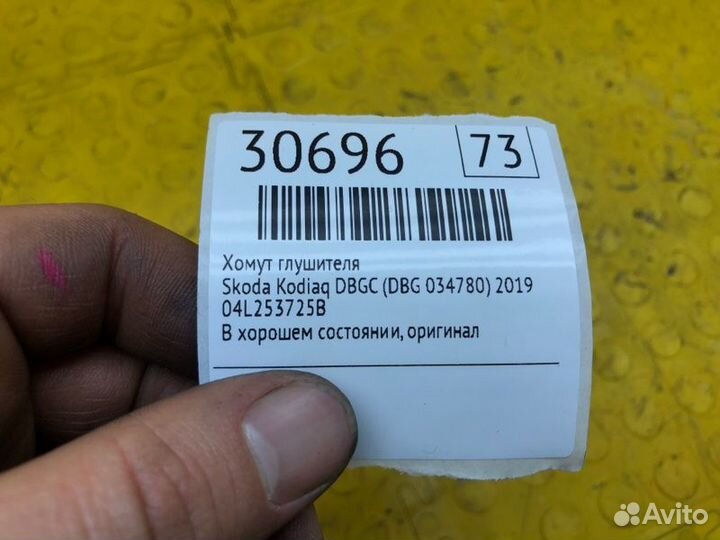 30696 73
Хомут глушителя
Skoda Kodiaq DBGC (DBG 034780) 2019
04L253725B
В хорошем состоянии, оригинал
Avito